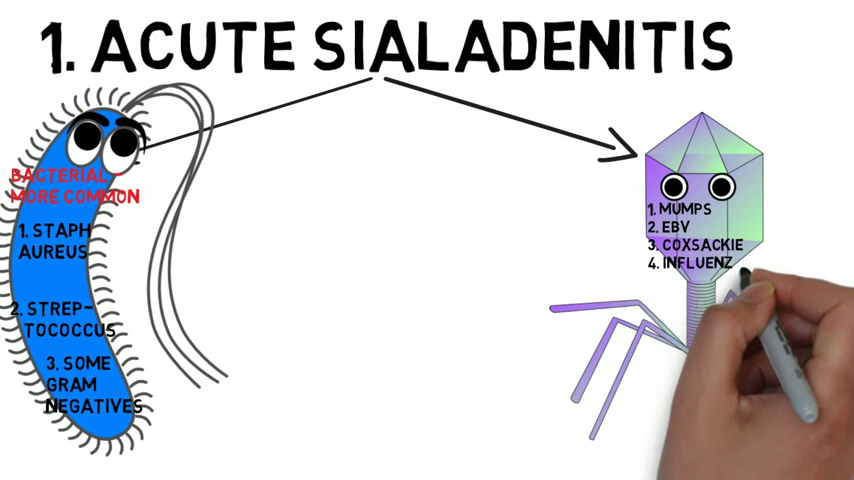 1. ACUTE SIALADENITIS
BACTERIAL -
MORE COMMON
1. STAPH
AUREUS
2. STREP-
TOCOCCUS
3. SOME
GRAM
NEGATIVES
1. MUMPS
2. EBV
3. COXSACKIE
4. INFLUENZ